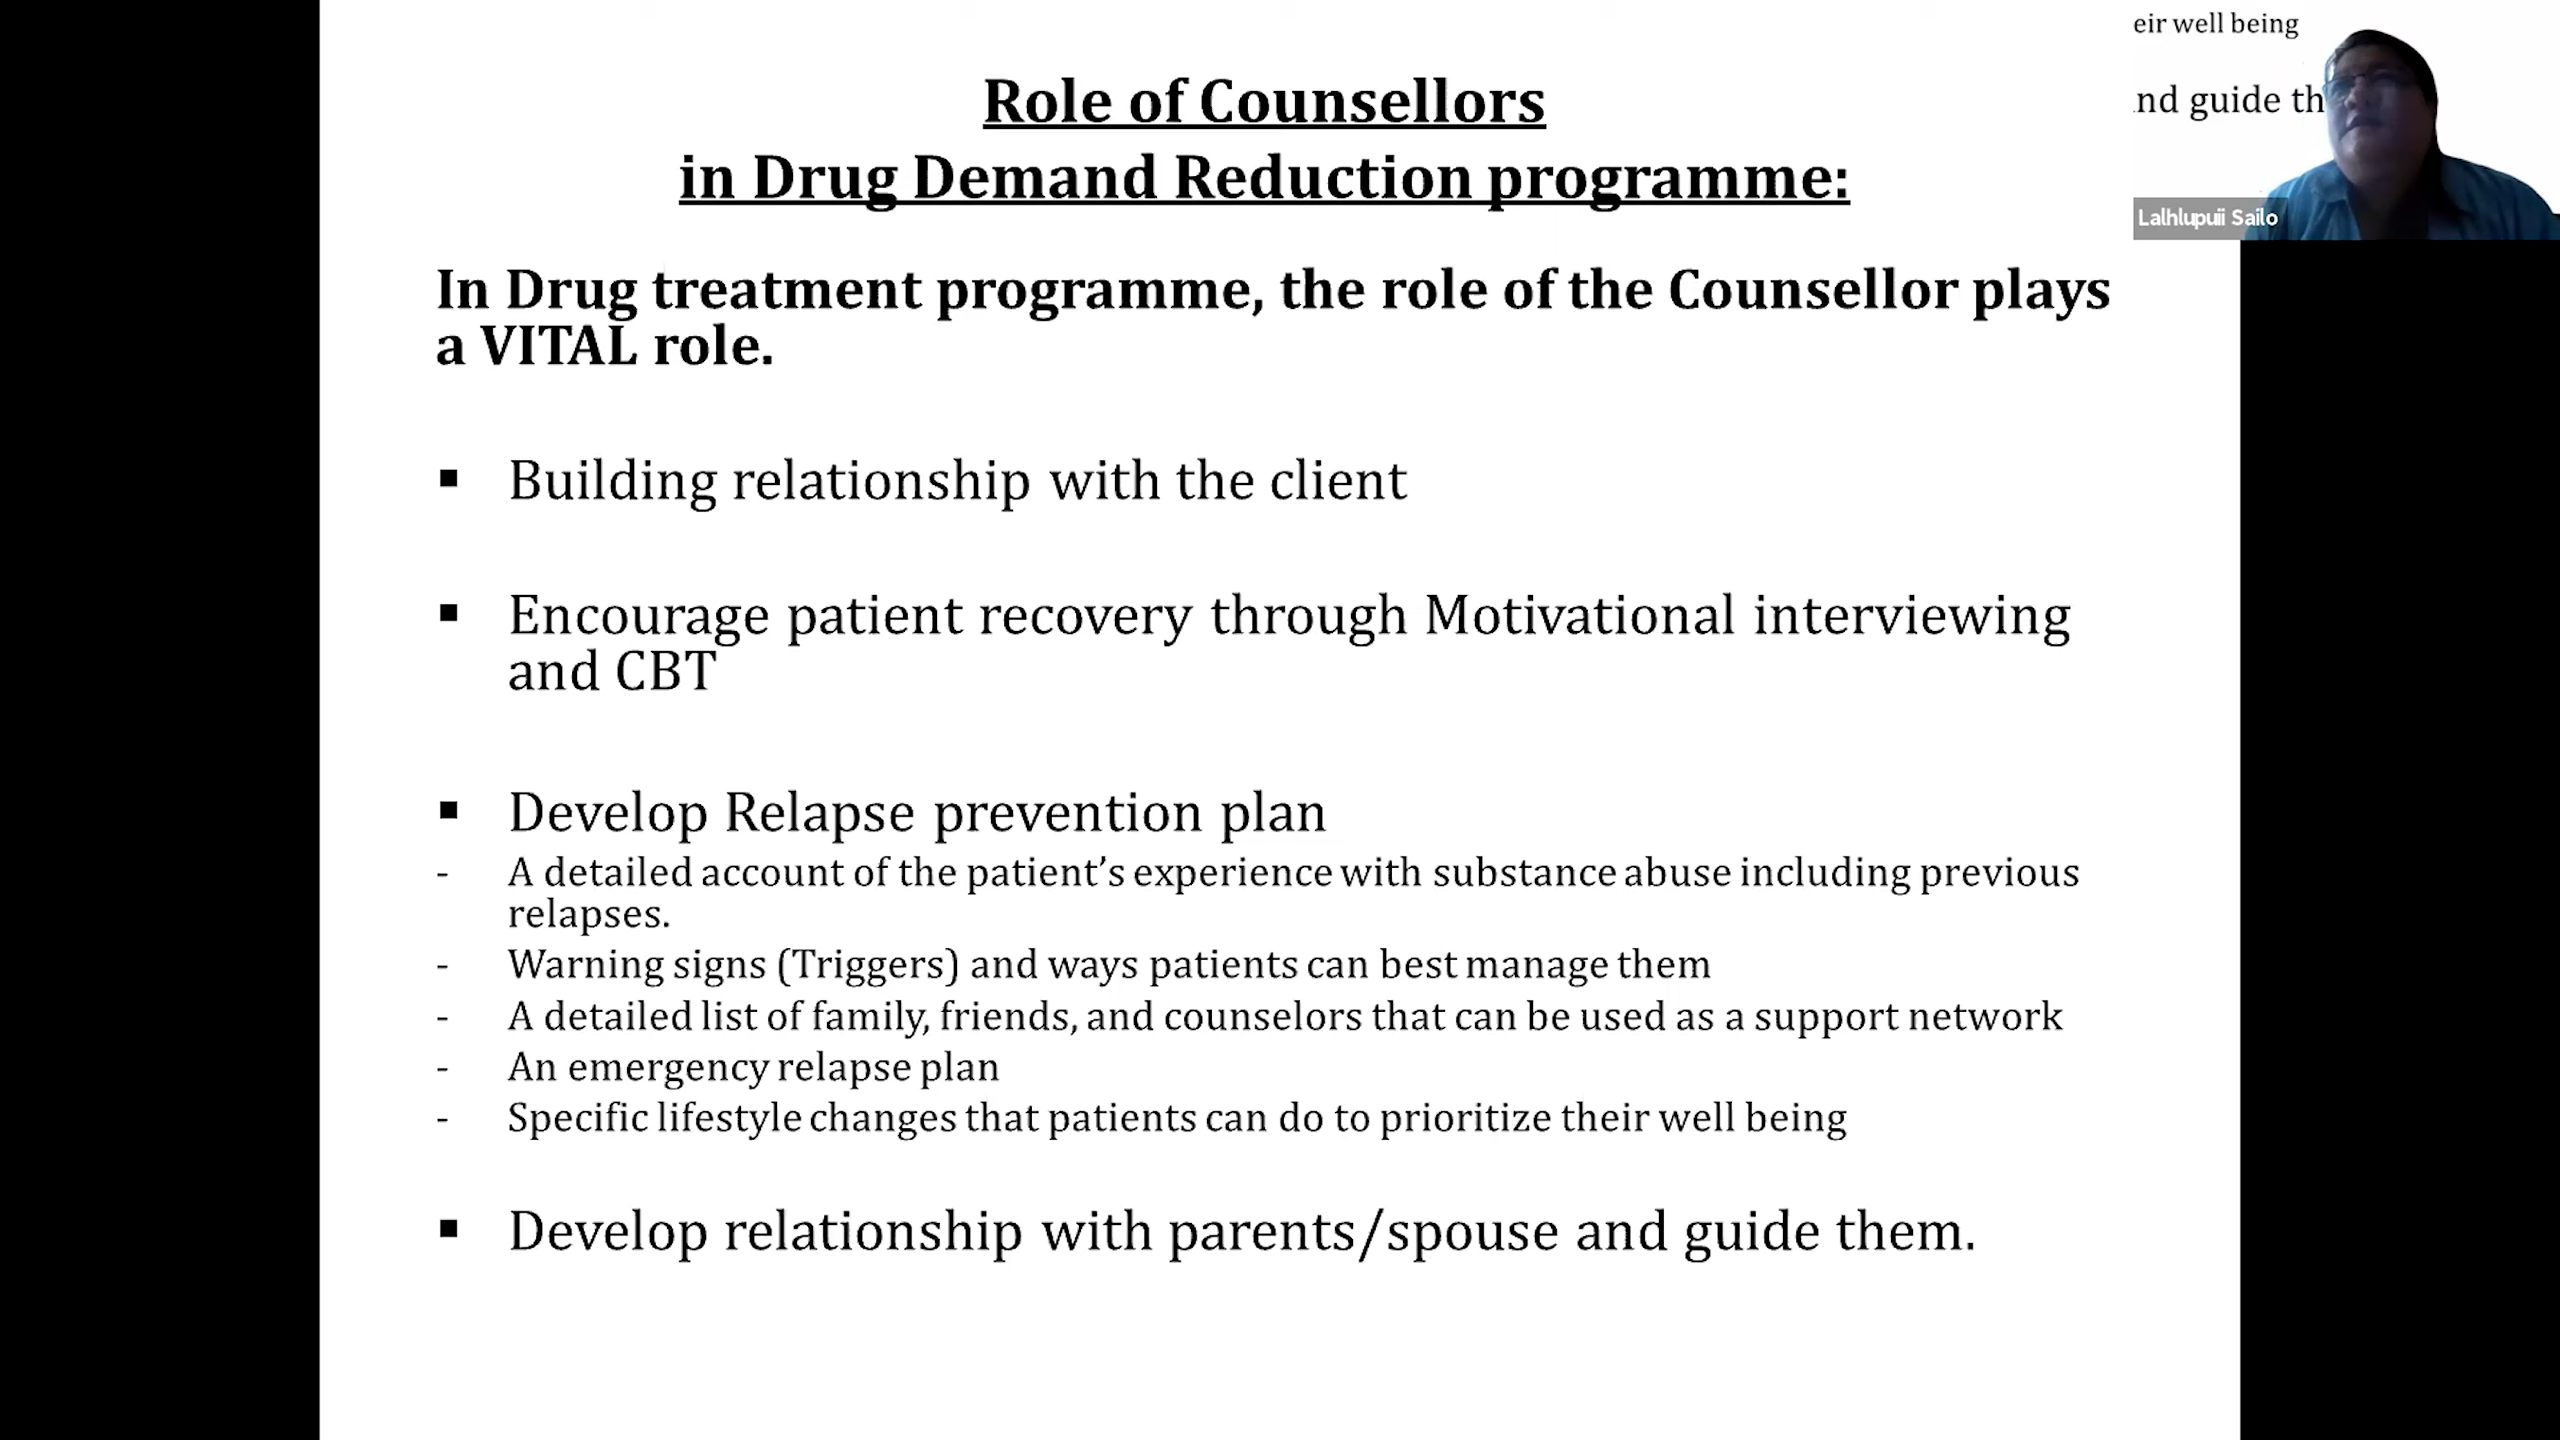 Role of Counsellors
in Drug Demand Reduction programme:
In Drug treatment programme, the role of the Counsellor plays
a VITAL role.
▪ Building relationship with the client
▪ Encourage patient recovery through Motivational interviewing
and CBT
▪ Develop Relapse prevention plan
- A detailed account of the patient’s experience with substance abuse including previous
relapses.
- Warning signs (Triggers) and ways patients can best manage them
- A detailed list of family, friends, and counselors that can be used as a support network
- An emergency relapse plan
- Specific lifestyle changes that patients can do to prioritize their well being
▪ Develop relationship with parents/spouse and guide them.
eir well being
nd guide th
Lalhlupuii Sailo